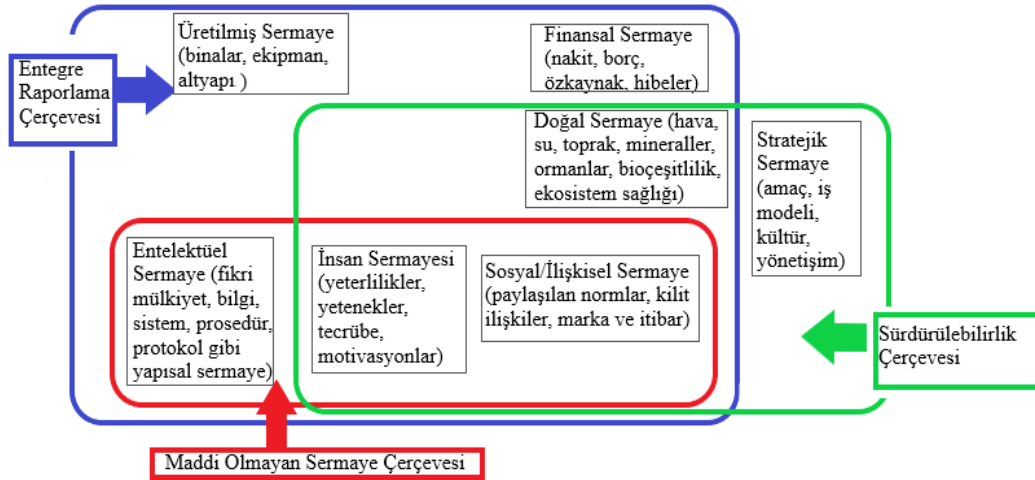 Üretilmiş Sermaye
(binalar, ekipman,
altyapı )
Finansal Sermaye
(nakit, borç,
özkaynak, hibeler)
Entegre
Raporlama
Çerçevesi
Doğal Sermaye (hava,
su, toprak, mineraller,
ormanlar, bioçeşitlilik,
ekosistem sağlığı)
Stratejik
Sermaye
(amaç, iş
modeli,
kültür,
yönetişim)
Entelektüel
Sermaye (fikri
mülkiyet, bilgi,
sistem, prosedür,
protokol gibi
yapısal sermaye)
İnsan Sermayesi
(yeterlilikler,
yetenekler,
tecrübe,
motivasyonlar)
Sosyal/İlişkisel Sermaye
(paylaşılan normlar, kilit
ilişkiler, marka ve itibar)
Sürdürülebilirlik
Çerçevesi
Maddi Olmayan Sermaye Çerçevesi